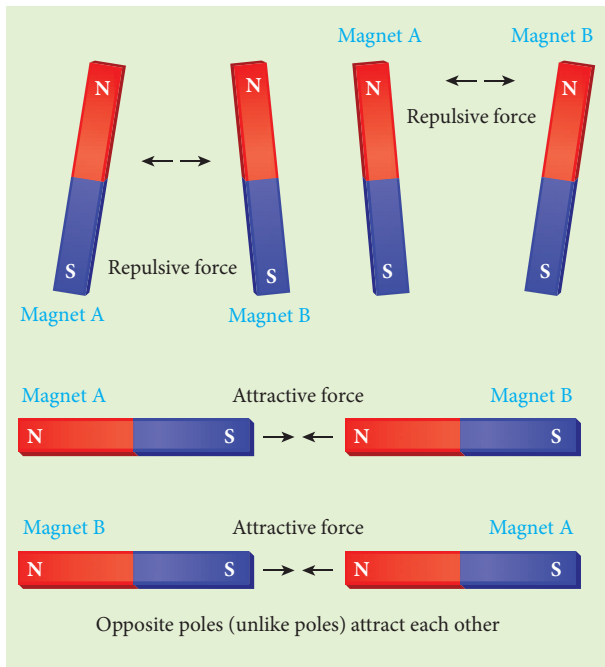 Magnet A Magnet B
N N N N
Repulsive force
Repulsive force
S S S S
Magnet A Magnet B
Magnet A Attractive force Magnet B
N S N S
Magnet B Attractive force Magnet A
N S N S
Opposite poles (unlike poles) attract each other